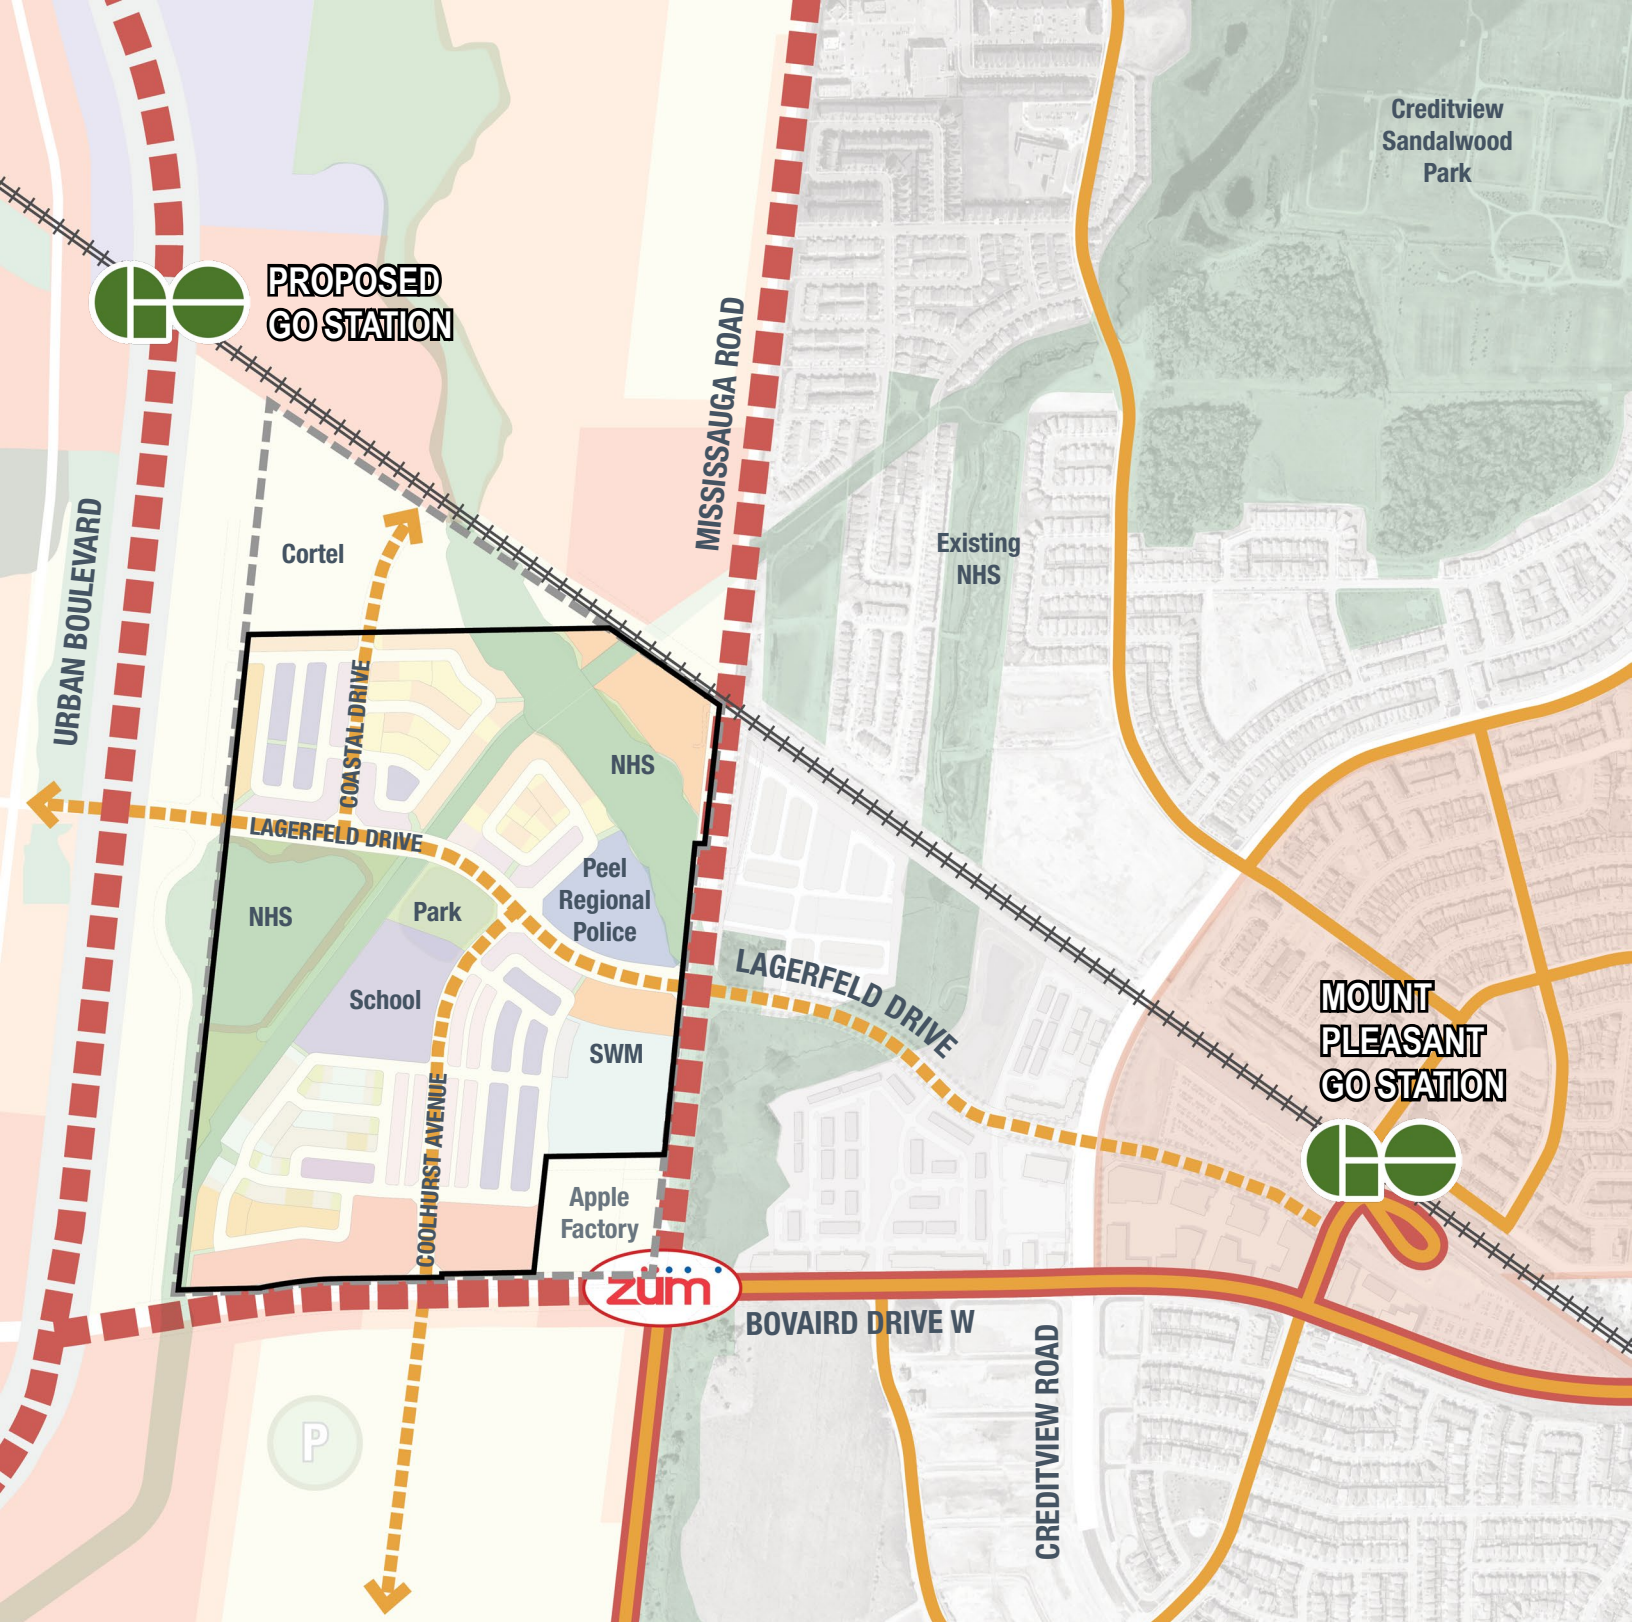 Creditview
Sandalwood
Park
PROPOSED
GO STATION
MISSISSAUGA ROAD
URBAN BOULEVARD
Cortel
Existing
NHS
COASTAL DRIVE
NHS
LAGERFELD DRIVE
Peel
Regional
Police
Park
NHS
School
LAGERFELD DRIVE
SWM
MOUNT
PLEASANT
GO STATION
COOLHURST AVENUE
Apple
Factory
züm
BOVAIRD DRIVE W
CREDITVIEW ROAD
P